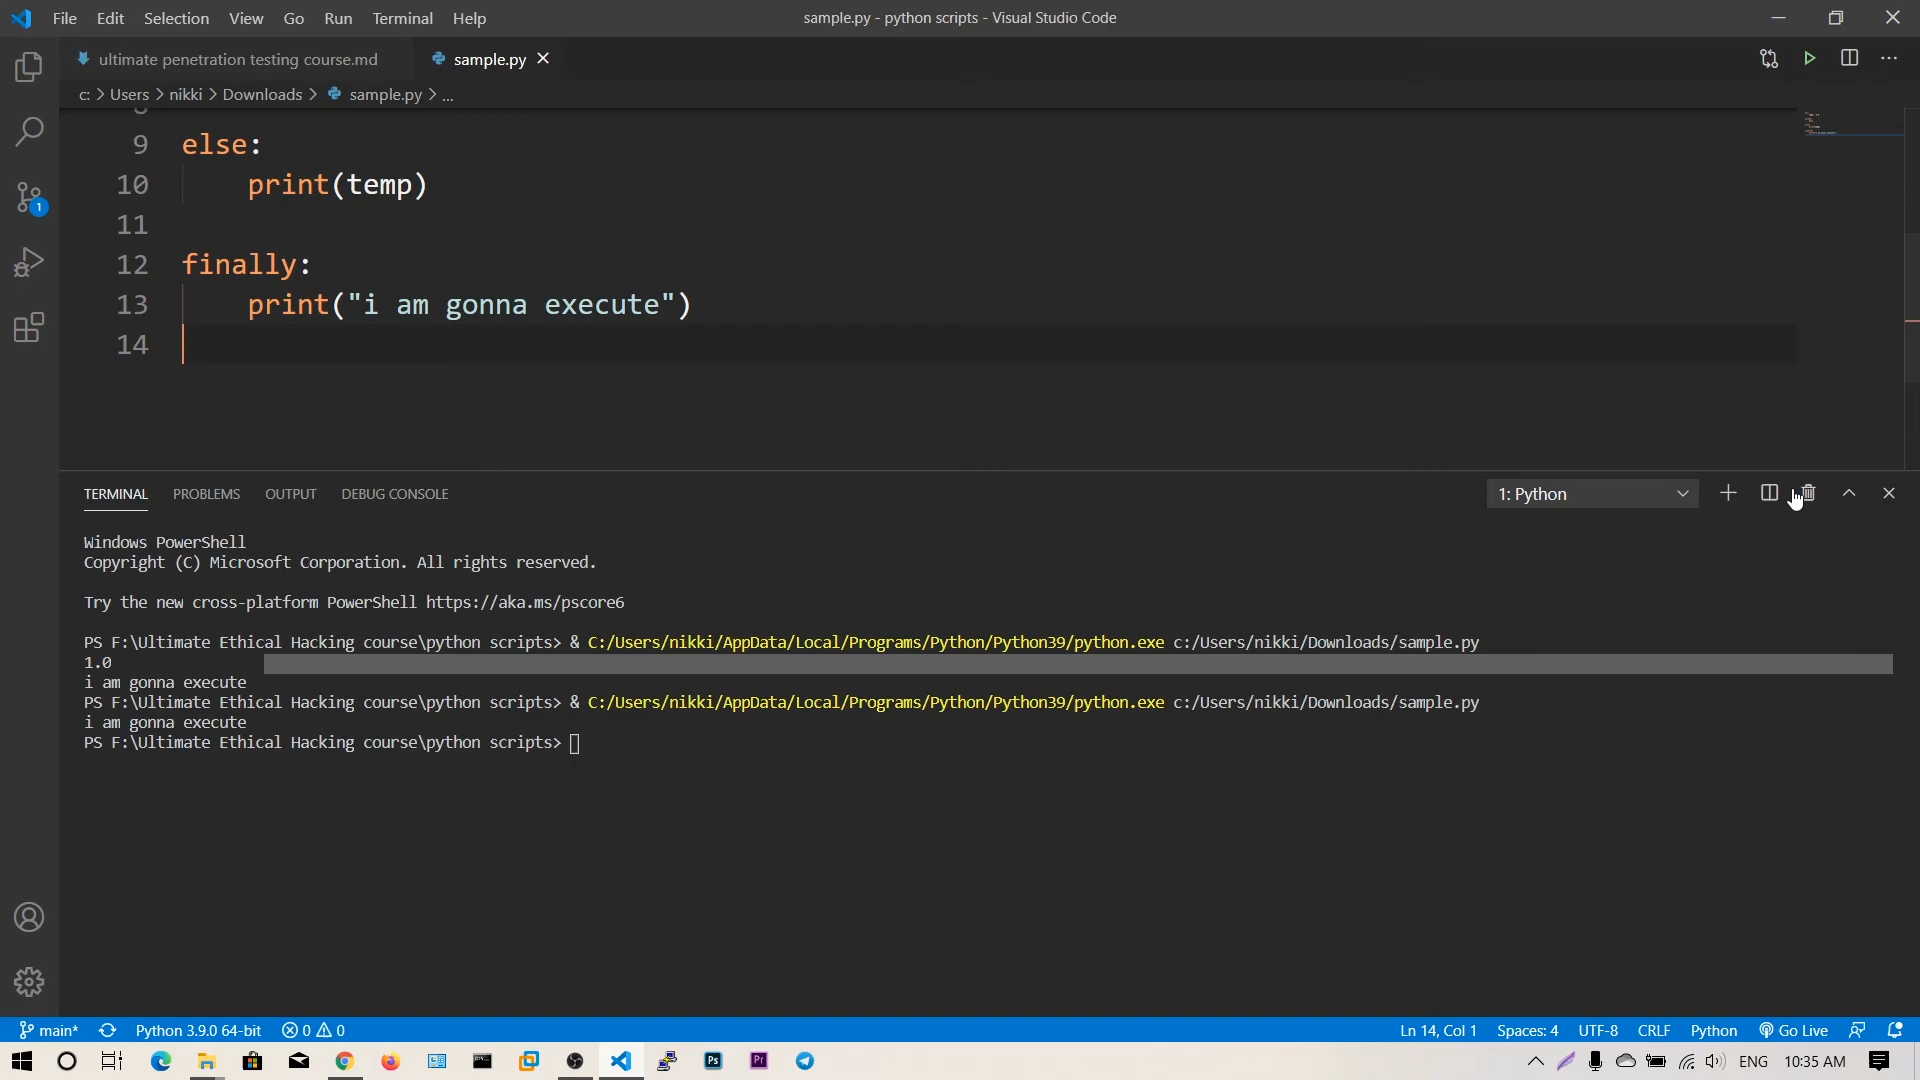 File Edit Selection View Go Run Terminal Help
sample.py - python scripts - Visual Studio Code
ultimate penetration testing course.md
sample.py
c: > Users > nikki > Downloads > sample.py > ...
9 else:
10     print(temp)
11
12 finally:
13     print("i am gonna execute")
14
TERMINAL PROBLEMS OUTPUT DEBUG CONSOLE
1: Python
Windows PowerShell
Copyright (C) Microsoft Corporation. All rights reserved.
Try the new cross-platform PowerShell https://aka.ms/pscore6
PS F:\Ultimate Ethical Hacking course\python scripts> & C:/Users/nikki/AppData/Local/Programs/Python/Python39/python.exe c:/Users/nikki/Downloads/sample.py
1.0
i am gonna execute
PS F:\Ultimate Ethical Hacking course\python scripts> & C:/Users/nikki/AppData/Local/Programs/Python/Python39/python.exe c:/Users/nikki/Downloads/sample.py
i am gonna execute
PS F:\Ultimate Ethical Hacking course\python scripts>
main* Python 3.9.0 64-bit 0 0 Ln 14, Col 1 Spaces: 4 UTF-8 CRLF Python Go Live
Ps Pr ENG 10:35 AM